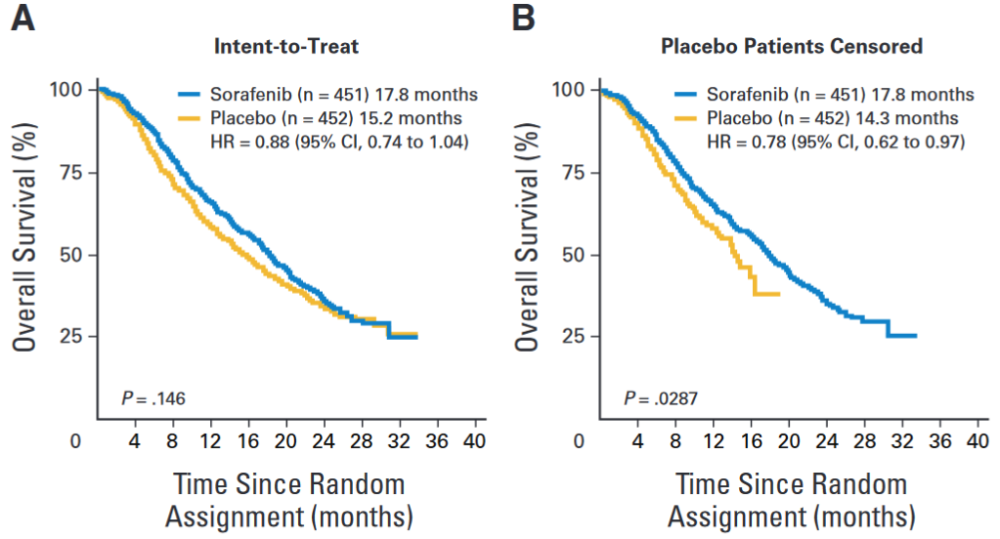 A
Intent-to-Treat
Sorafenib (n = 451) 17.8 months
Placebo (n = 452) 15.2 months
HR = 0.88 (95% CI, 0.74 to 1.04)
Overall Survival (%)
100
75
50
25
0
P = .146
4 8 12 16 20 24 28 32 36 40
Time Since Random
Assignment (months)
B
Placebo Patients Censored
Sorafenib (n = 451) 17.8 months
Placebo (n = 452) 14.3 months
HR = 0.78 (95% CI, 0.62 to 0.97)
Overall Survival (%)
100
75
50
25
0
P = .0287
4 8 12 16 20 24 28 32 36 40
Time Since Random
Assignment (months)